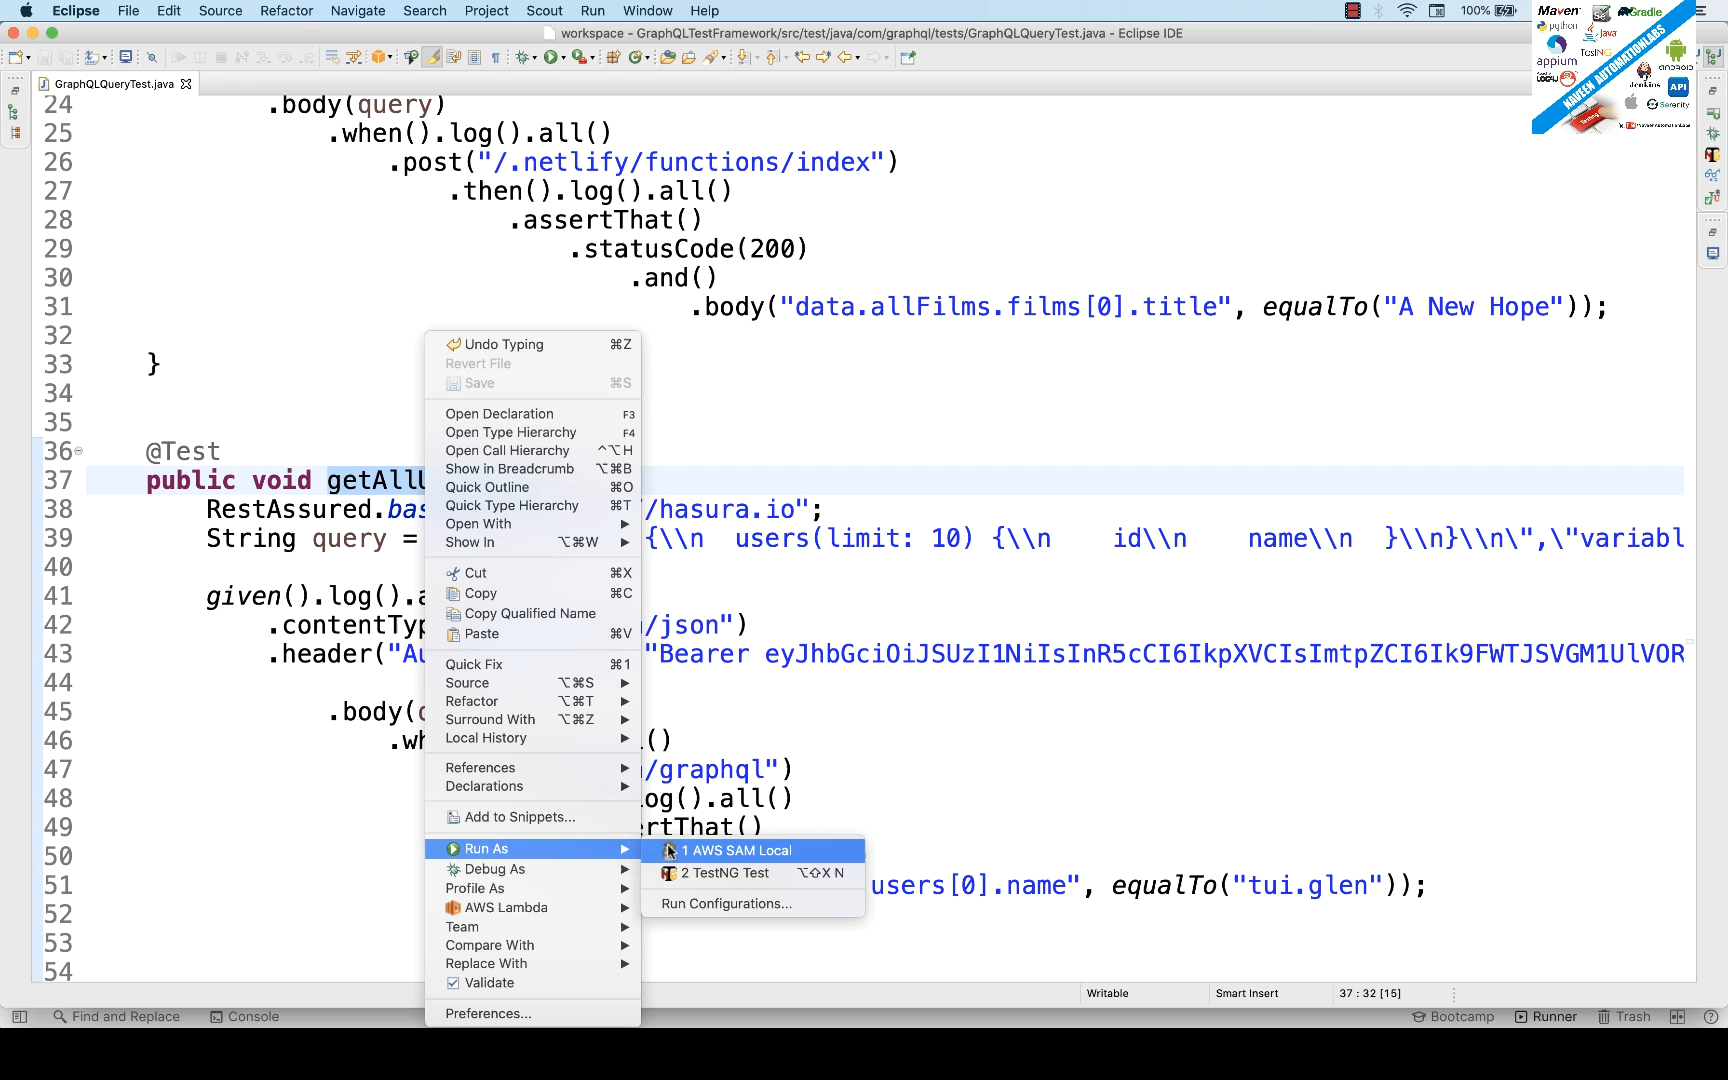 Eclipse File Edit Source Refactor Navigate Search Project Scout Run Window Help 100%
workspace - GraphQLTestFramework/src/test/java/com/graphql/tests/GraphQLQueryTest.java - Eclipse IDE
Maven Gradle
python Java
TestNG
appium ANDROID
LOG4J Jenkins API
NAVEEN AUTOMATIONLABS
Serenity
Testing
GraphQLQueryTest.java
24 .body(query)
25 .when().log().all()
26 .post("/.netlify/functions/index")
27 .then().log().all()
28 .assertThat()
29 .statusCode(200)
30 .and()
31 .body("data.allFilms.films[0].title", equalTo("A New Hope"));
32
33 }
34
35
36 @Test
37 public void getAllU
38 RestAssured.bas /hasura.io";
39 String query = {\\n users(limit: 10) {\\n id\\n name\\n }\\n}\\n\",\"variabl
40
41 given().log().a
42 .contentTyp /json")
43 .header("Au "Bearer eyJhbGciOiJSUzI1NiIsInR5cCI6IkpXVCIsImtpZCI6Ik9FWTJSVGM1UlVOR
44
45 .body(q
46 .wh ()
47 /graphql")
48 og().all()
49 rtThat()
50
51 users[0].name", equalTo("tui.glen"));
52
53
54
Undo Typing ⌘Z
Revert File
Save ⌘S
Open Declaration F3
Open Type Hierarchy F4
Open Call Hierarchy ^⌥H
Show in Breadcrumb ⌥⌘B
Quick Outline ⌘O
Quick Type Hierarchy ⌘T
Open With
Show In ⌥⌘W
Cut ⌘X
Copy ⌘C
Copy Qualified Name
Paste ⌘V
Quick Fix ⌘1
Source ⌥⌘S
Refactor ⌥⌘T
Surround With ⌥⌘Z
Local History
References
Declarations
Add to Snippets...
Run As
Debug As
Profile As
AWS Lambda
Team
Compare With
Replace With
Validate
Preferences...
1 AWS SAM Local
2 TestNG Test ⌥⇧X N
Run Configurations...
Writable Smart Insert 37 : 32 [15]
Find and Replace Console Bootcamp Runner Trash